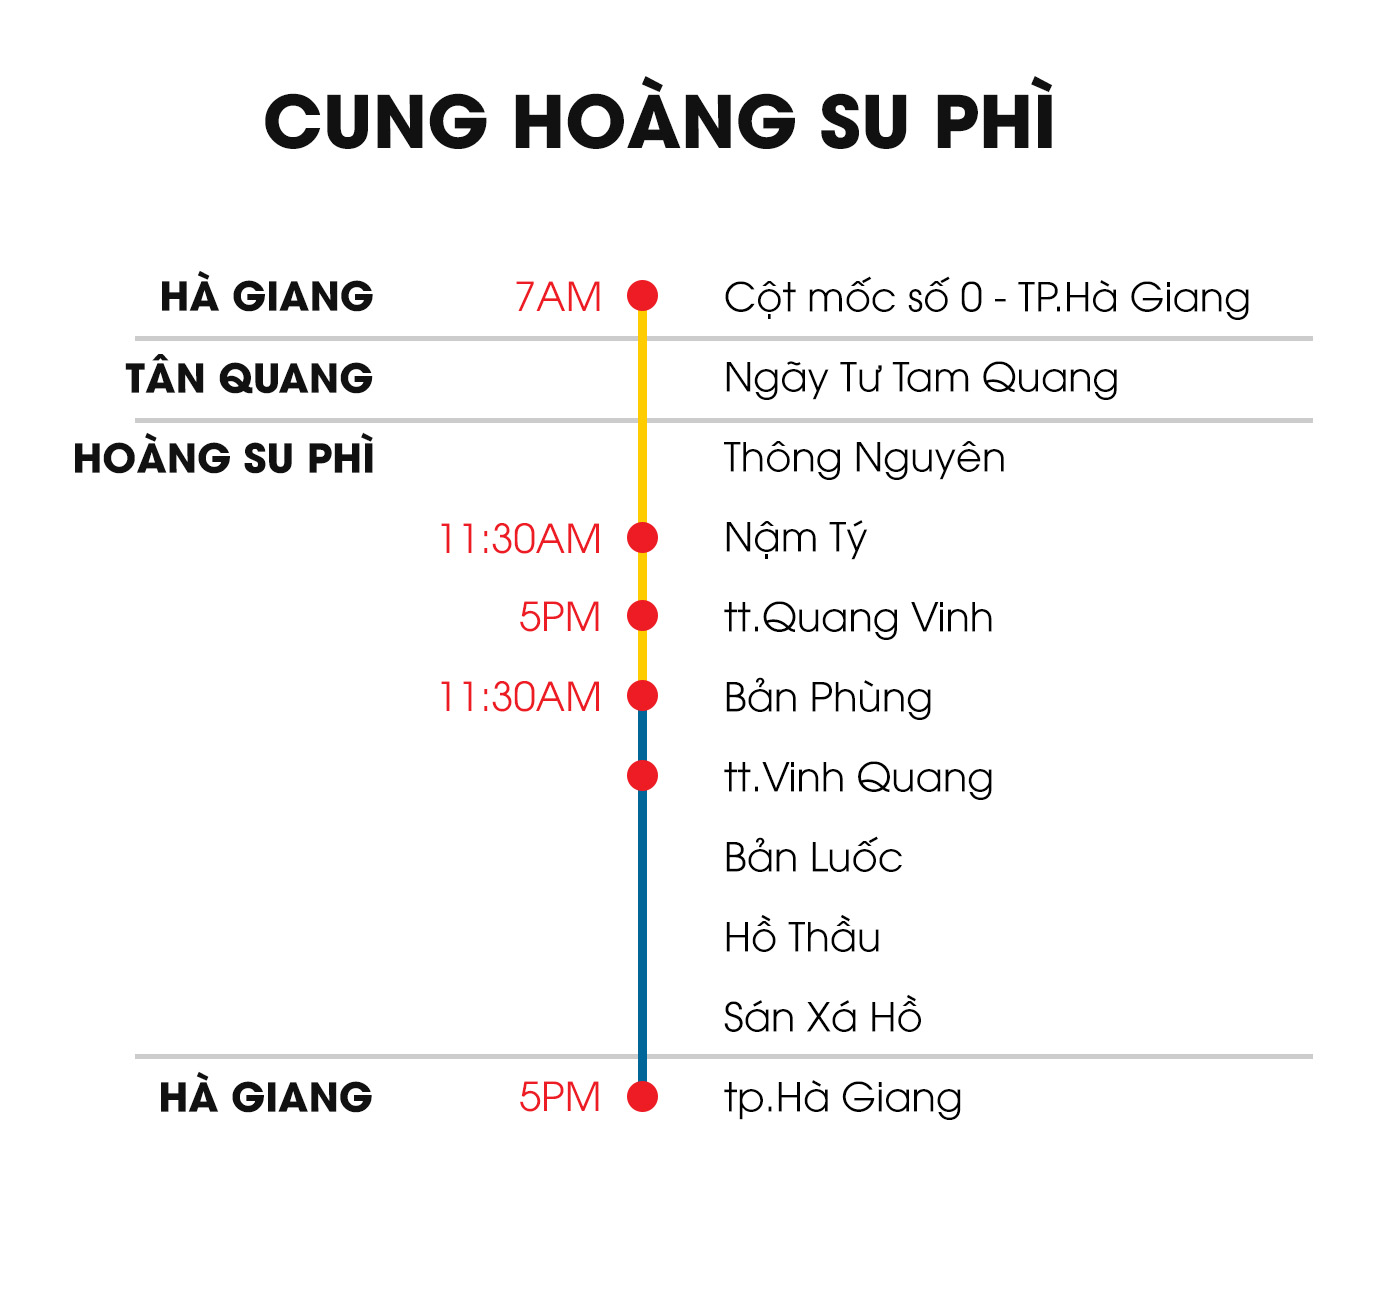 CUNG HOÀNG SU PHÌ
HÀ GIANG 7AM Cột mốc số 0 - TP.Hà Giang
TÂN QUANG Ngãy Tư Tam Quang
HOÀNG SU PHÌ Thông Nguyên
11:30AM Nậm Tý
5PM tt.Quang Vinh
11:30AM Bản Phùng
tt.Vinh Quang
Bản Luốc
Hồ Thầu
Sán Xá Hồ
HÀ GIANG 5PM tp.Hà Giang